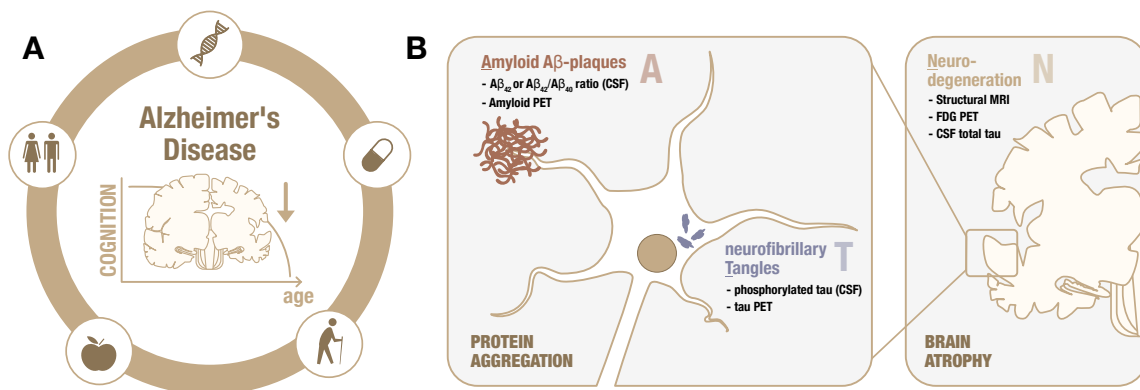 A
Alzheimer's
Disease
COGNITION
age
B
Amyloid Aβ-plaques
A
- Aβ₄₂ or Aβ₄₂/Aβ₄₀ ratio (CSF)
- Amyloid PET
neurofibrillary
Tangles
T
- phosphorylated tau (CSF)
- tau PET
PROTEIN
AGGREGATION
Neuro-
degeneration
N
- Structural MRI
- FDG PET
- CSF total tau
BRAIN
ATROPHY